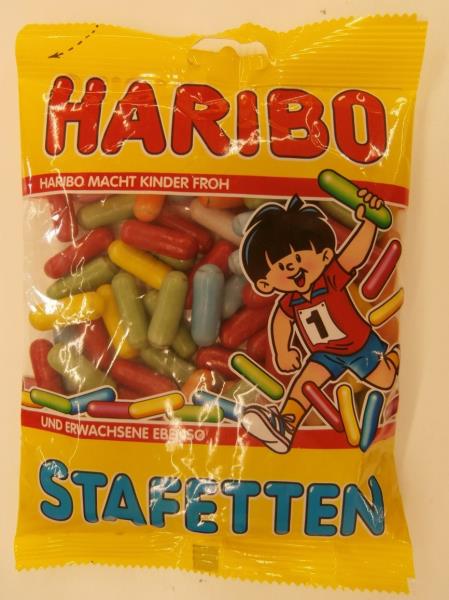 HARIBO
HARIBO MACHT KINDER FROH
1
UND ERWACHSENE EBENSO
STAFETTEN